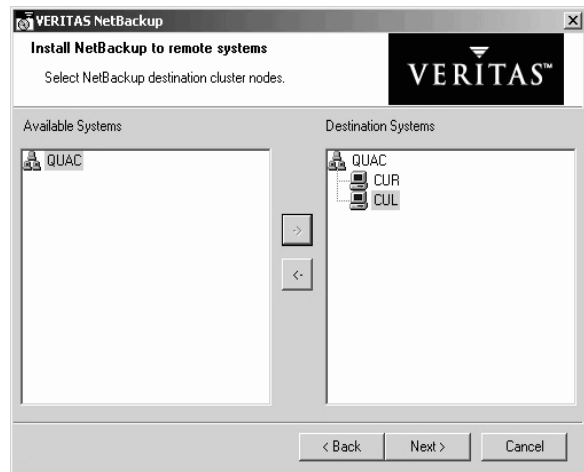 VERITAS NetBackup
Install NetBackup to remote systems
Select NetBackup destination cluster nodes.
VERITAS™
Available Systems
Destination Systems
QUAC
QUAC
CUR
CUL
->
<-
< Back
Next >
Cancel